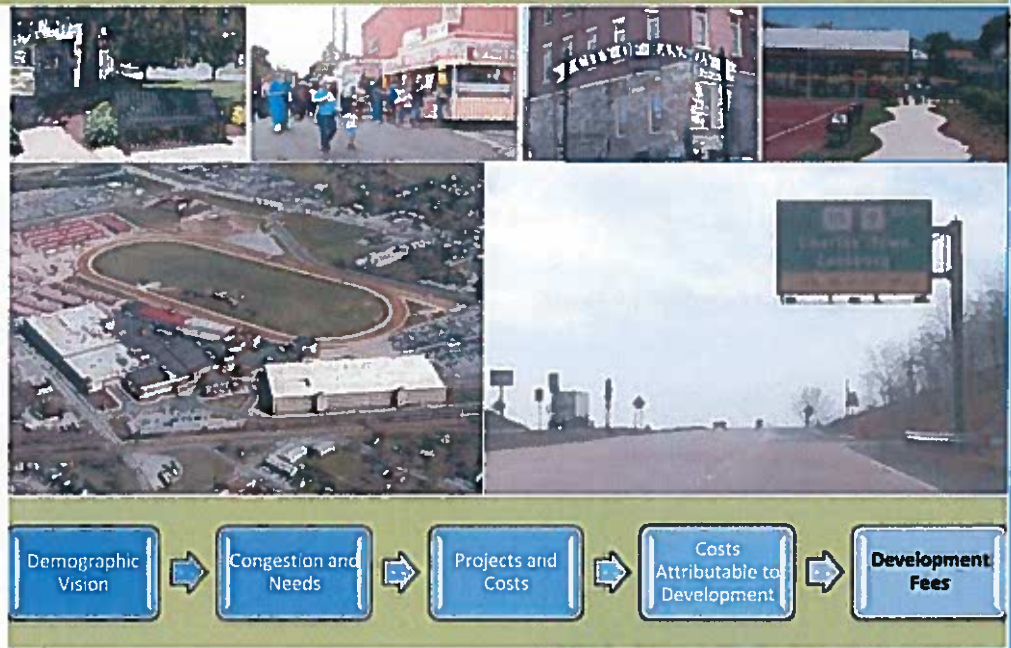 Demographic
Vision
Congestion and
Needs
Projects and
Costs
Costs
Attributable to
Development
Development
Fees